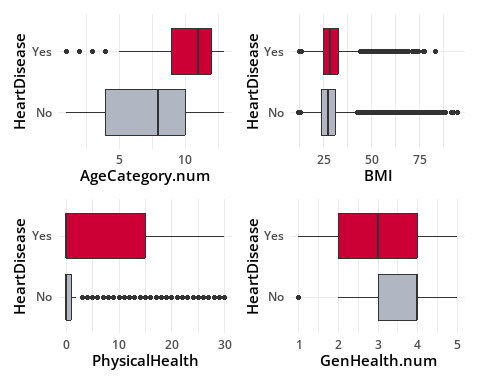 HeartDisease
Yes
No
5 10
AgeCategory.num
HeartDisease
Yes
No
25 50 75
BMI
HeartDisease
Yes
No
0 10 20 30
PhysicalHealth
HeartDisease
Yes
No
1 2 3 4 5
GenHealth.num